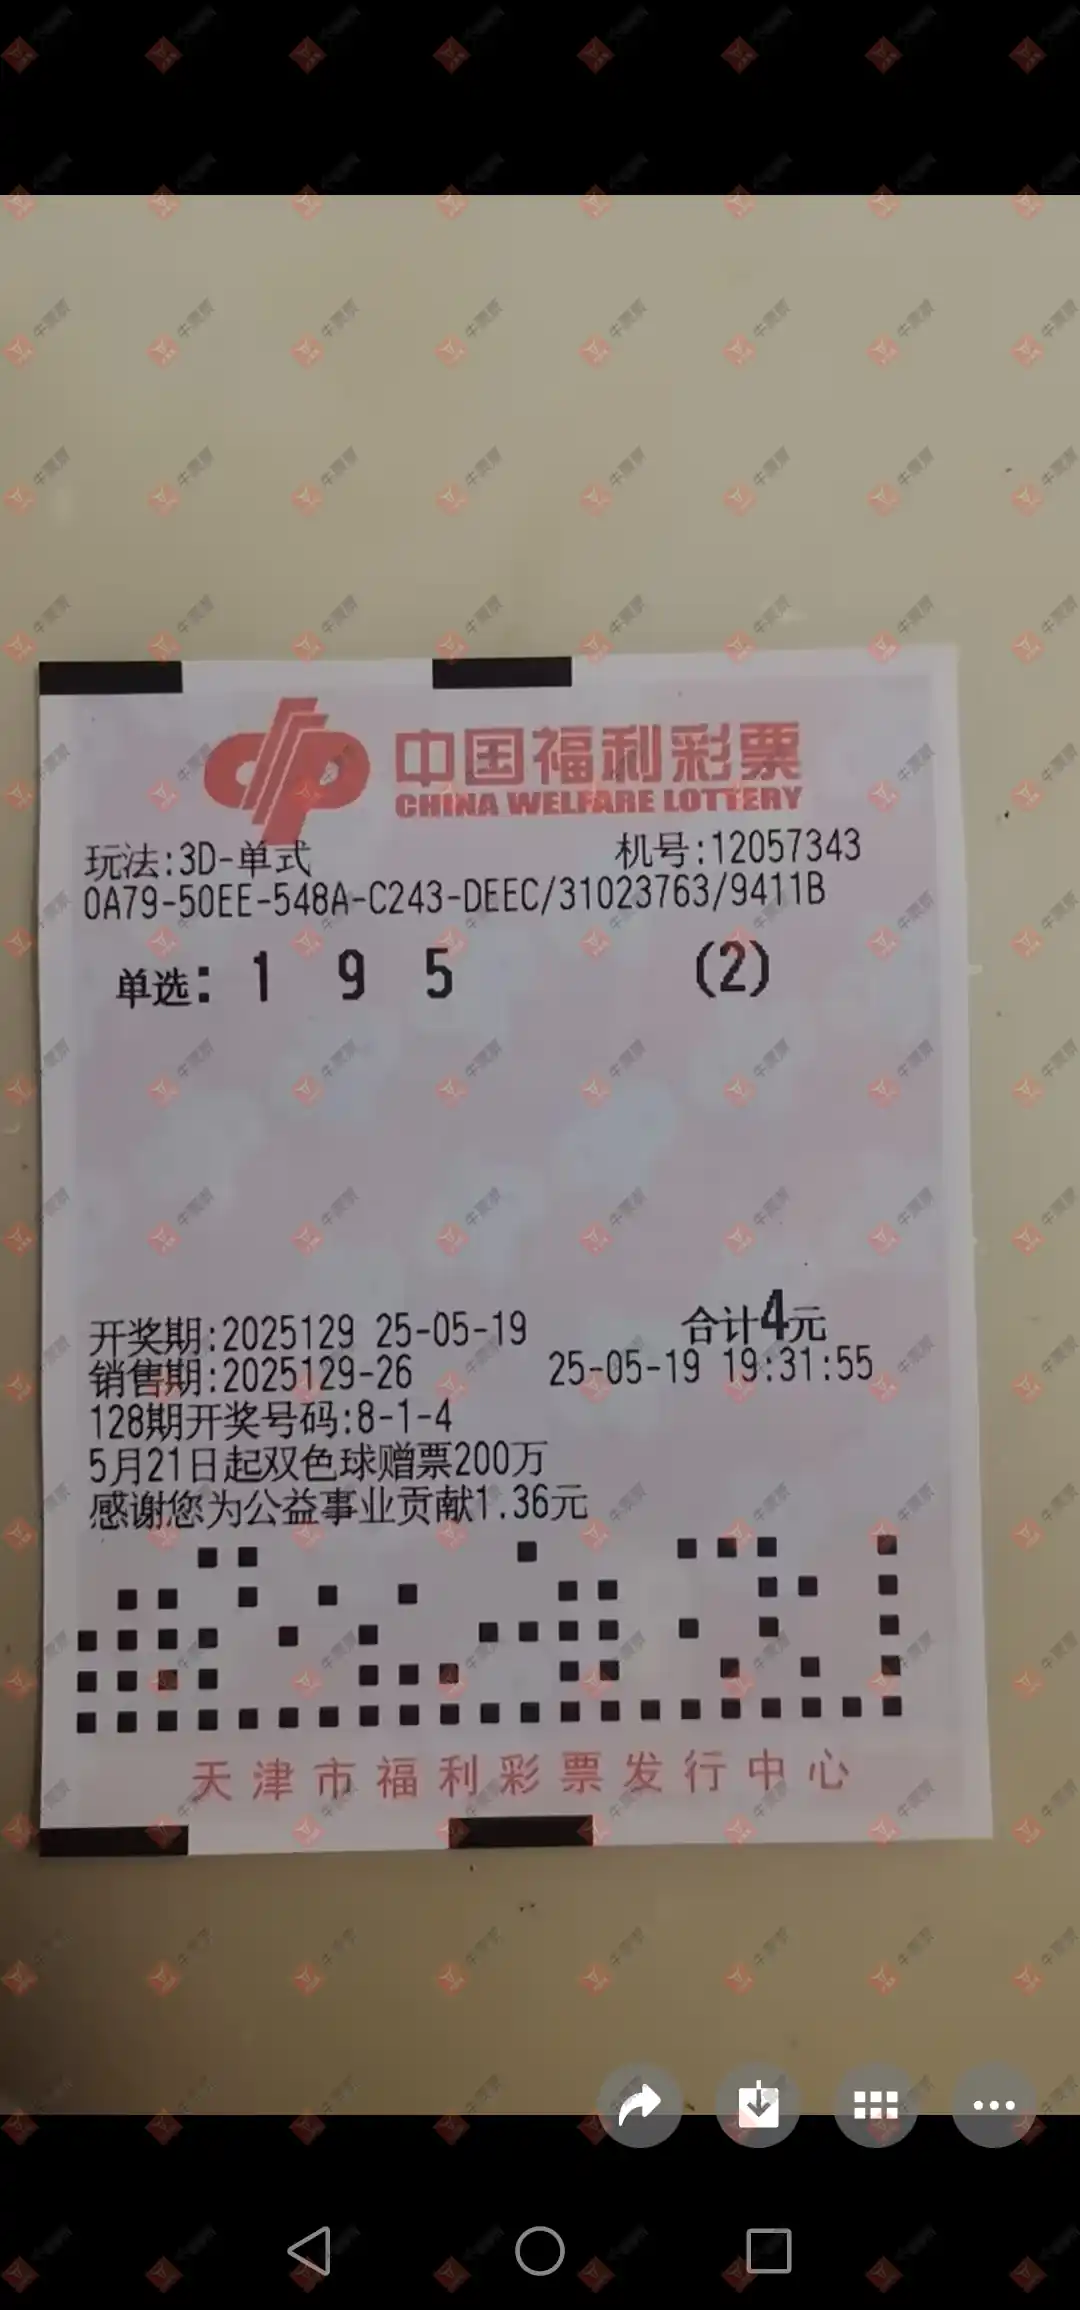 中国福利彩票
CHINA WELFARE LOTTERY
玩法:3D-单式 机号:12057343
0A79-50EE-548A-C243-DEEC/31023763/9411B
单选: 1 9 5 (2)
开奖期:2025129 25-05-19 合计4元
销售期:2025129-26 25-05-19 19:31:55
128期开奖号码:8-1-4
5月21日起双色球赠票200万
感谢您为公益事业贡献1.36元
天津市福利彩票发行中心